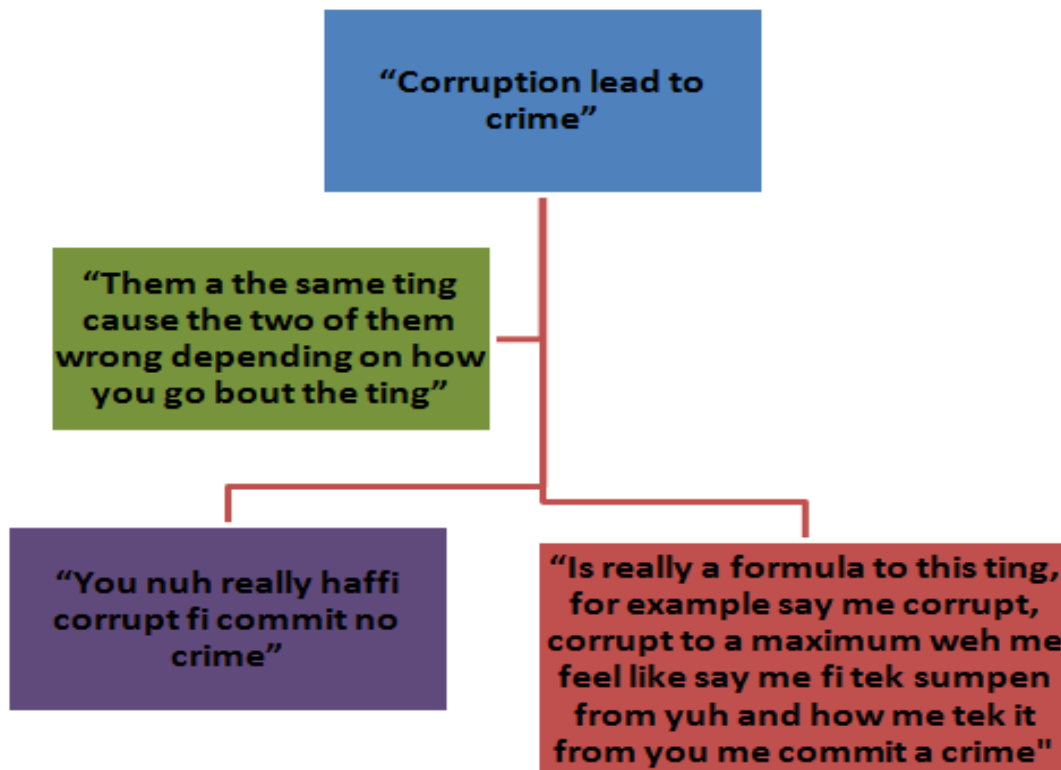 “Corruption lead to
crime”
“Them a the same ting
cause the two of them
wrong depending on how
you go bout the ting”
“You nuh really haffi
corrupt fi commit no
crime”
“Is really a formula to this ting,
for example say me corrupt,
corrupt to a maximum weh me
feel like say me fi tek sumpen
from yuh and how me tek it
from you me commit a crime"